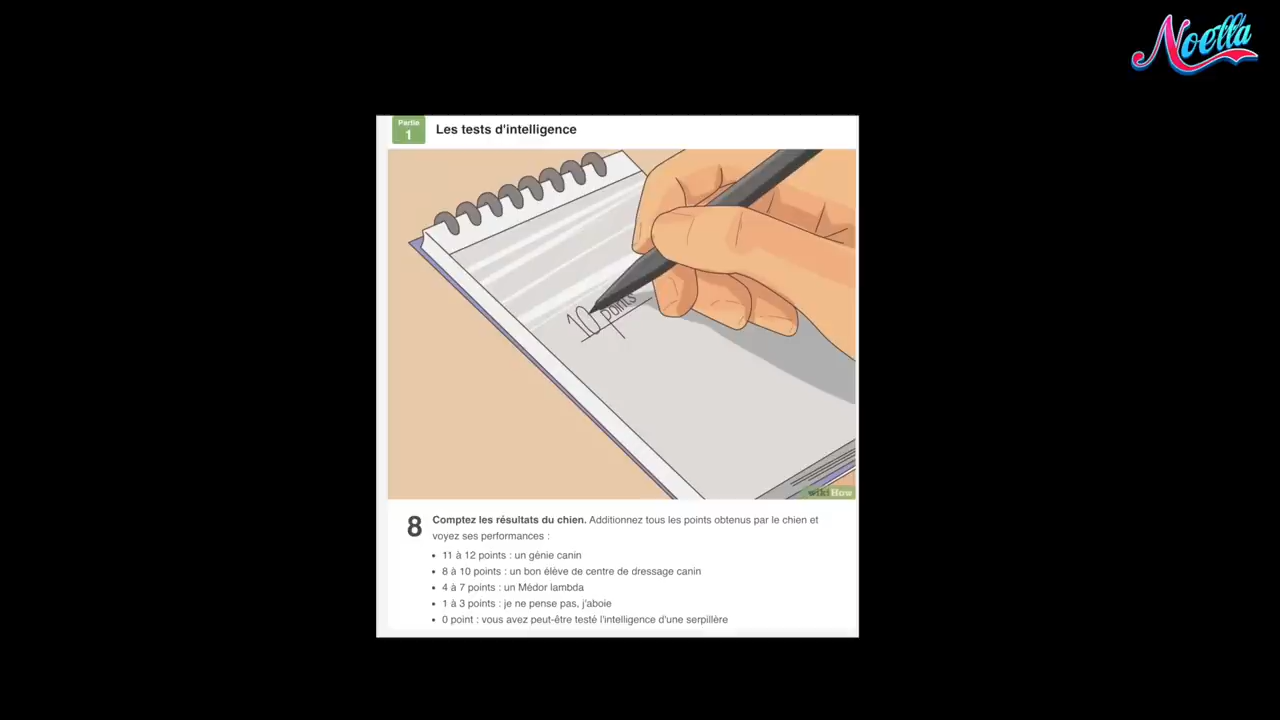 Noella
Partie
1
Les tests d'intelligence
10 points
wikiHow
8
Comptez les résultats du chien. Additionnez tous les points obtenus par le chien et
voyez ses performances :
• 11 à 12 points : un génie canin
• 8 à 10 points : un bon élève de centre de dressage canin
• 4 à 7 points : un Médor lambda
• 1 à 3 points : je ne pense pas, j'aboie
• 0 point : vous avez peut-être testé l'intelligence d'une serpillère